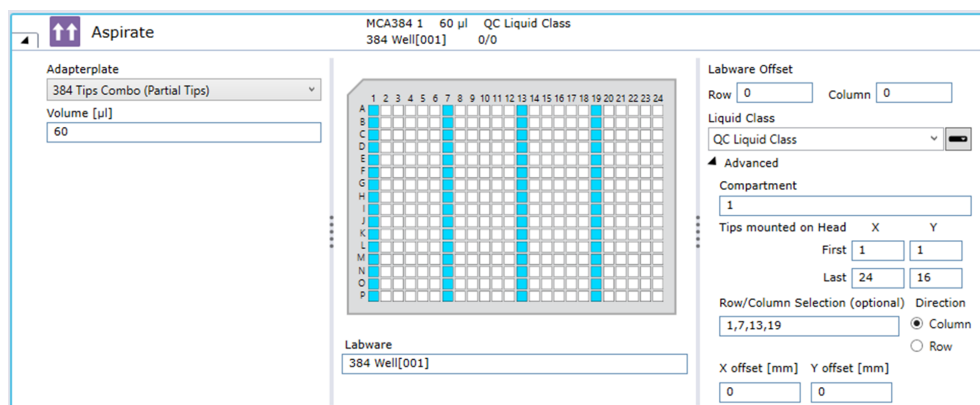 Aspirate
MCA384 1 60 µl QC Liquid Class
384 Well[001] 0/0
Adapterplate
384 Tips Combo (Partial Tips)
Volume [µl]
60
1 2 3 4 5 6 7 8 9 10 11 12 13 14 15 16 17 18 19 20 21 22 23 24
A
B
C
D
E
F
G
H
I
J
K
L
M
N
O
P
Labware
384 Well[001]
Labware Offset
Row 0 Column 0
Liquid Class
QC Liquid Class
Advanced
Compartment
1
Tips mounted on Head X Y
First 1 1
Last 24 16
Row/Column Selection (optional) Direction
1,7,13,19 Column
Row
X offset [mm] Y offset [mm]
0 0